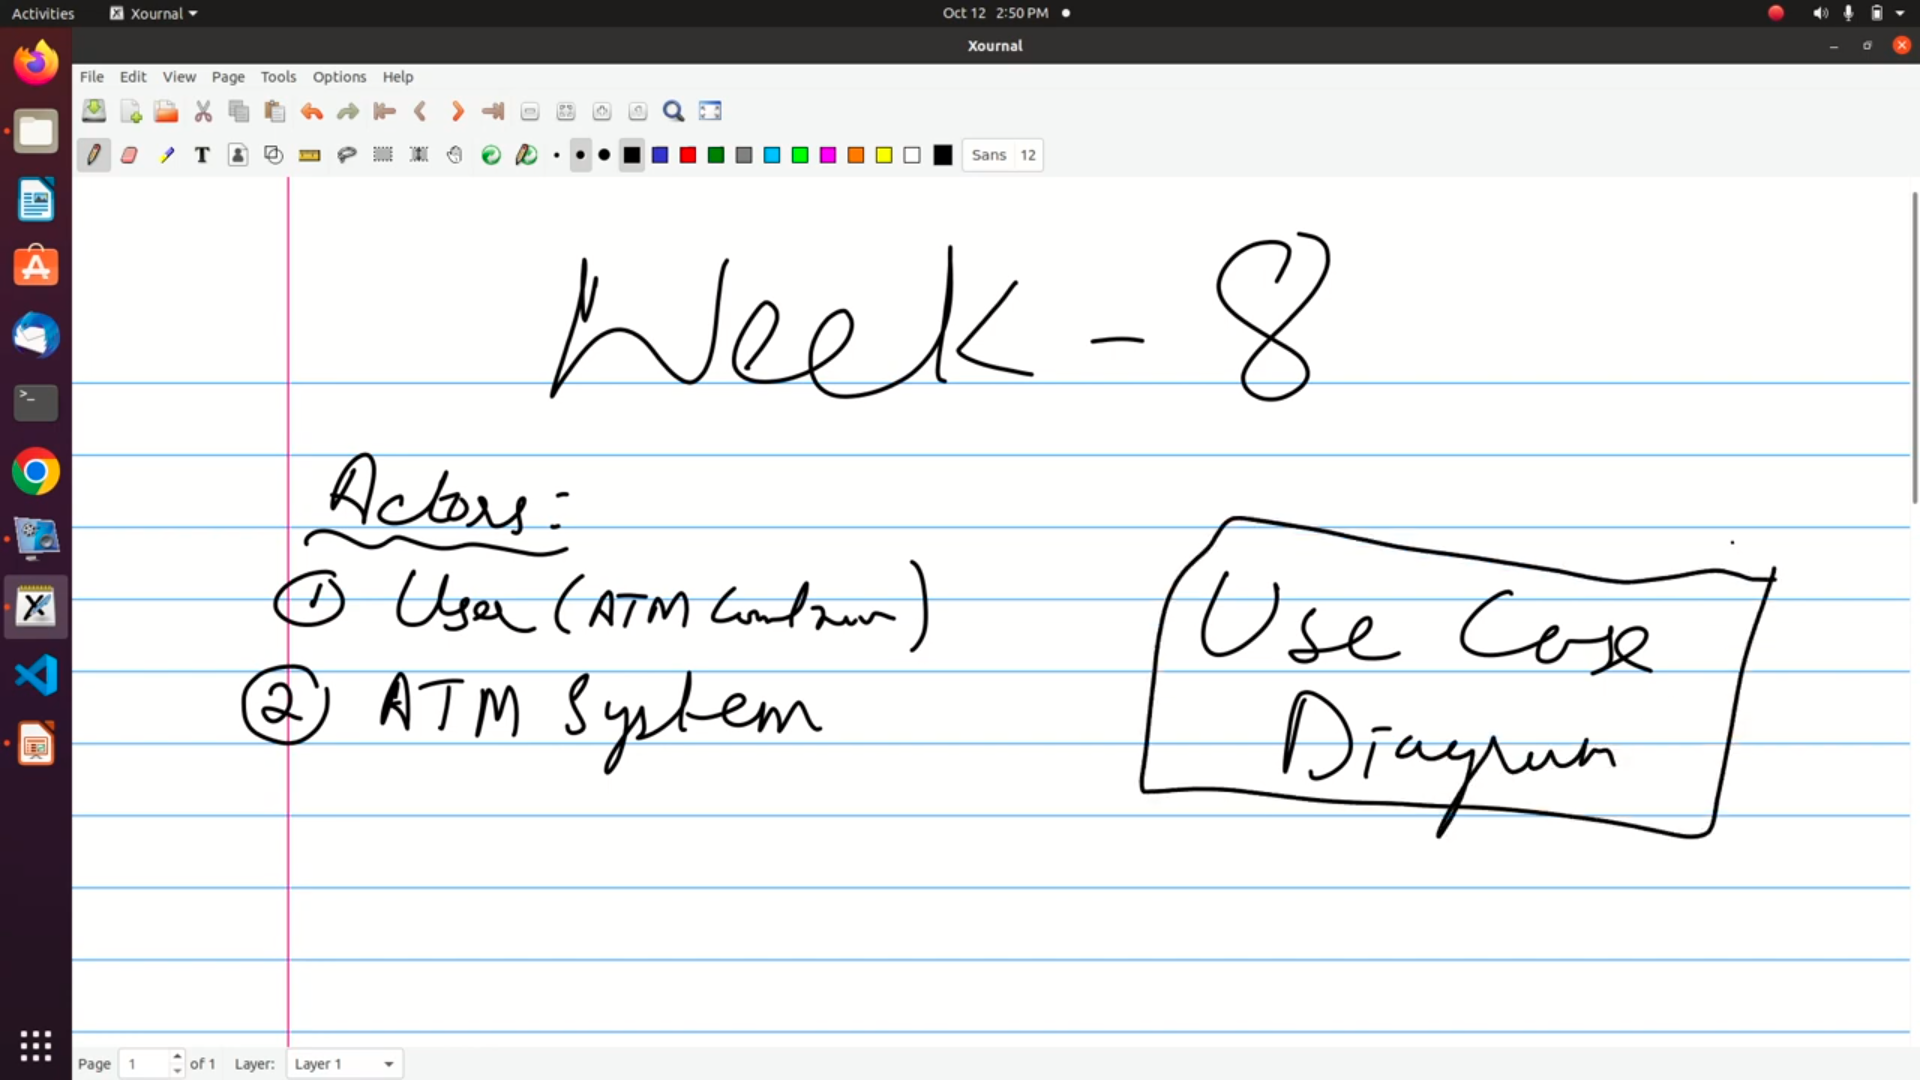 Activities Xournal Oct 12 2:50 PM
Xournal
File Edit View Page Tools Options Help
T Sans 12
Week - 8
Actors:
① User (ATM Customer)
② ATM System
Use Case
Diagram
Page 1 of 1 Layer: Layer 1